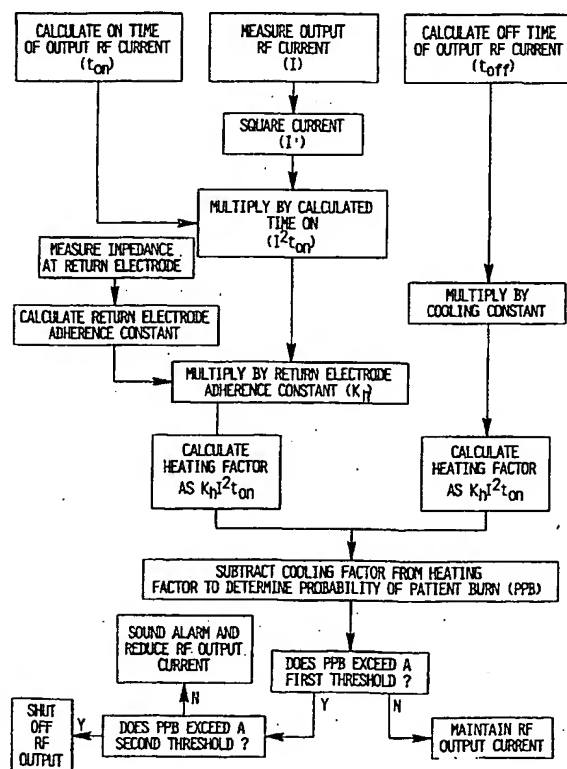 CALCULATE ON TIME
OF OUTPUT RF CURRENT
(ton)
MEASURE OUTPUT
RF CURRENT
(I)
CALCULATE OFF TIME
OF OUTPUT RF CURRENT
(toff)
SQUARE CURRENT
(I')
MULTIPLY BY CALCULATED
TIME ON
(I²ton)
MEASURE IMPEDANCE
AT RETURN ELECTRODE
CALCULATE RETURN ELECTRODE
ADHERENCE CONSTANT
MULTIPLY BY
COOLING CONSTANT
MULTIPLY BY RETURN ELECTRODE
ADHERENCE CONSTANT (Kh)
CALCULATE
HEATING FACTOR
AS KhI²ton
CALCULATE
HEATING FACTOR
AS KhI²ton
SUBTRACT COOLING FACTOR FROM HEATING
FACTOR TO DETERMINE PROBABILITY OF PATIENT BURN (PPB)
SOUND ALARM AND
REDUCE RF OUTPUT
CURRENT
DOES PPB EXCEED A
FIRST THRESHOLD ?
N
Y
N
SHUT
OFF
RF
OUTPUT
Y
DOES PPB EXCEED A
SECOND THRESHOLD ?
MAINTAIN RF
OUTPUT CURRENT